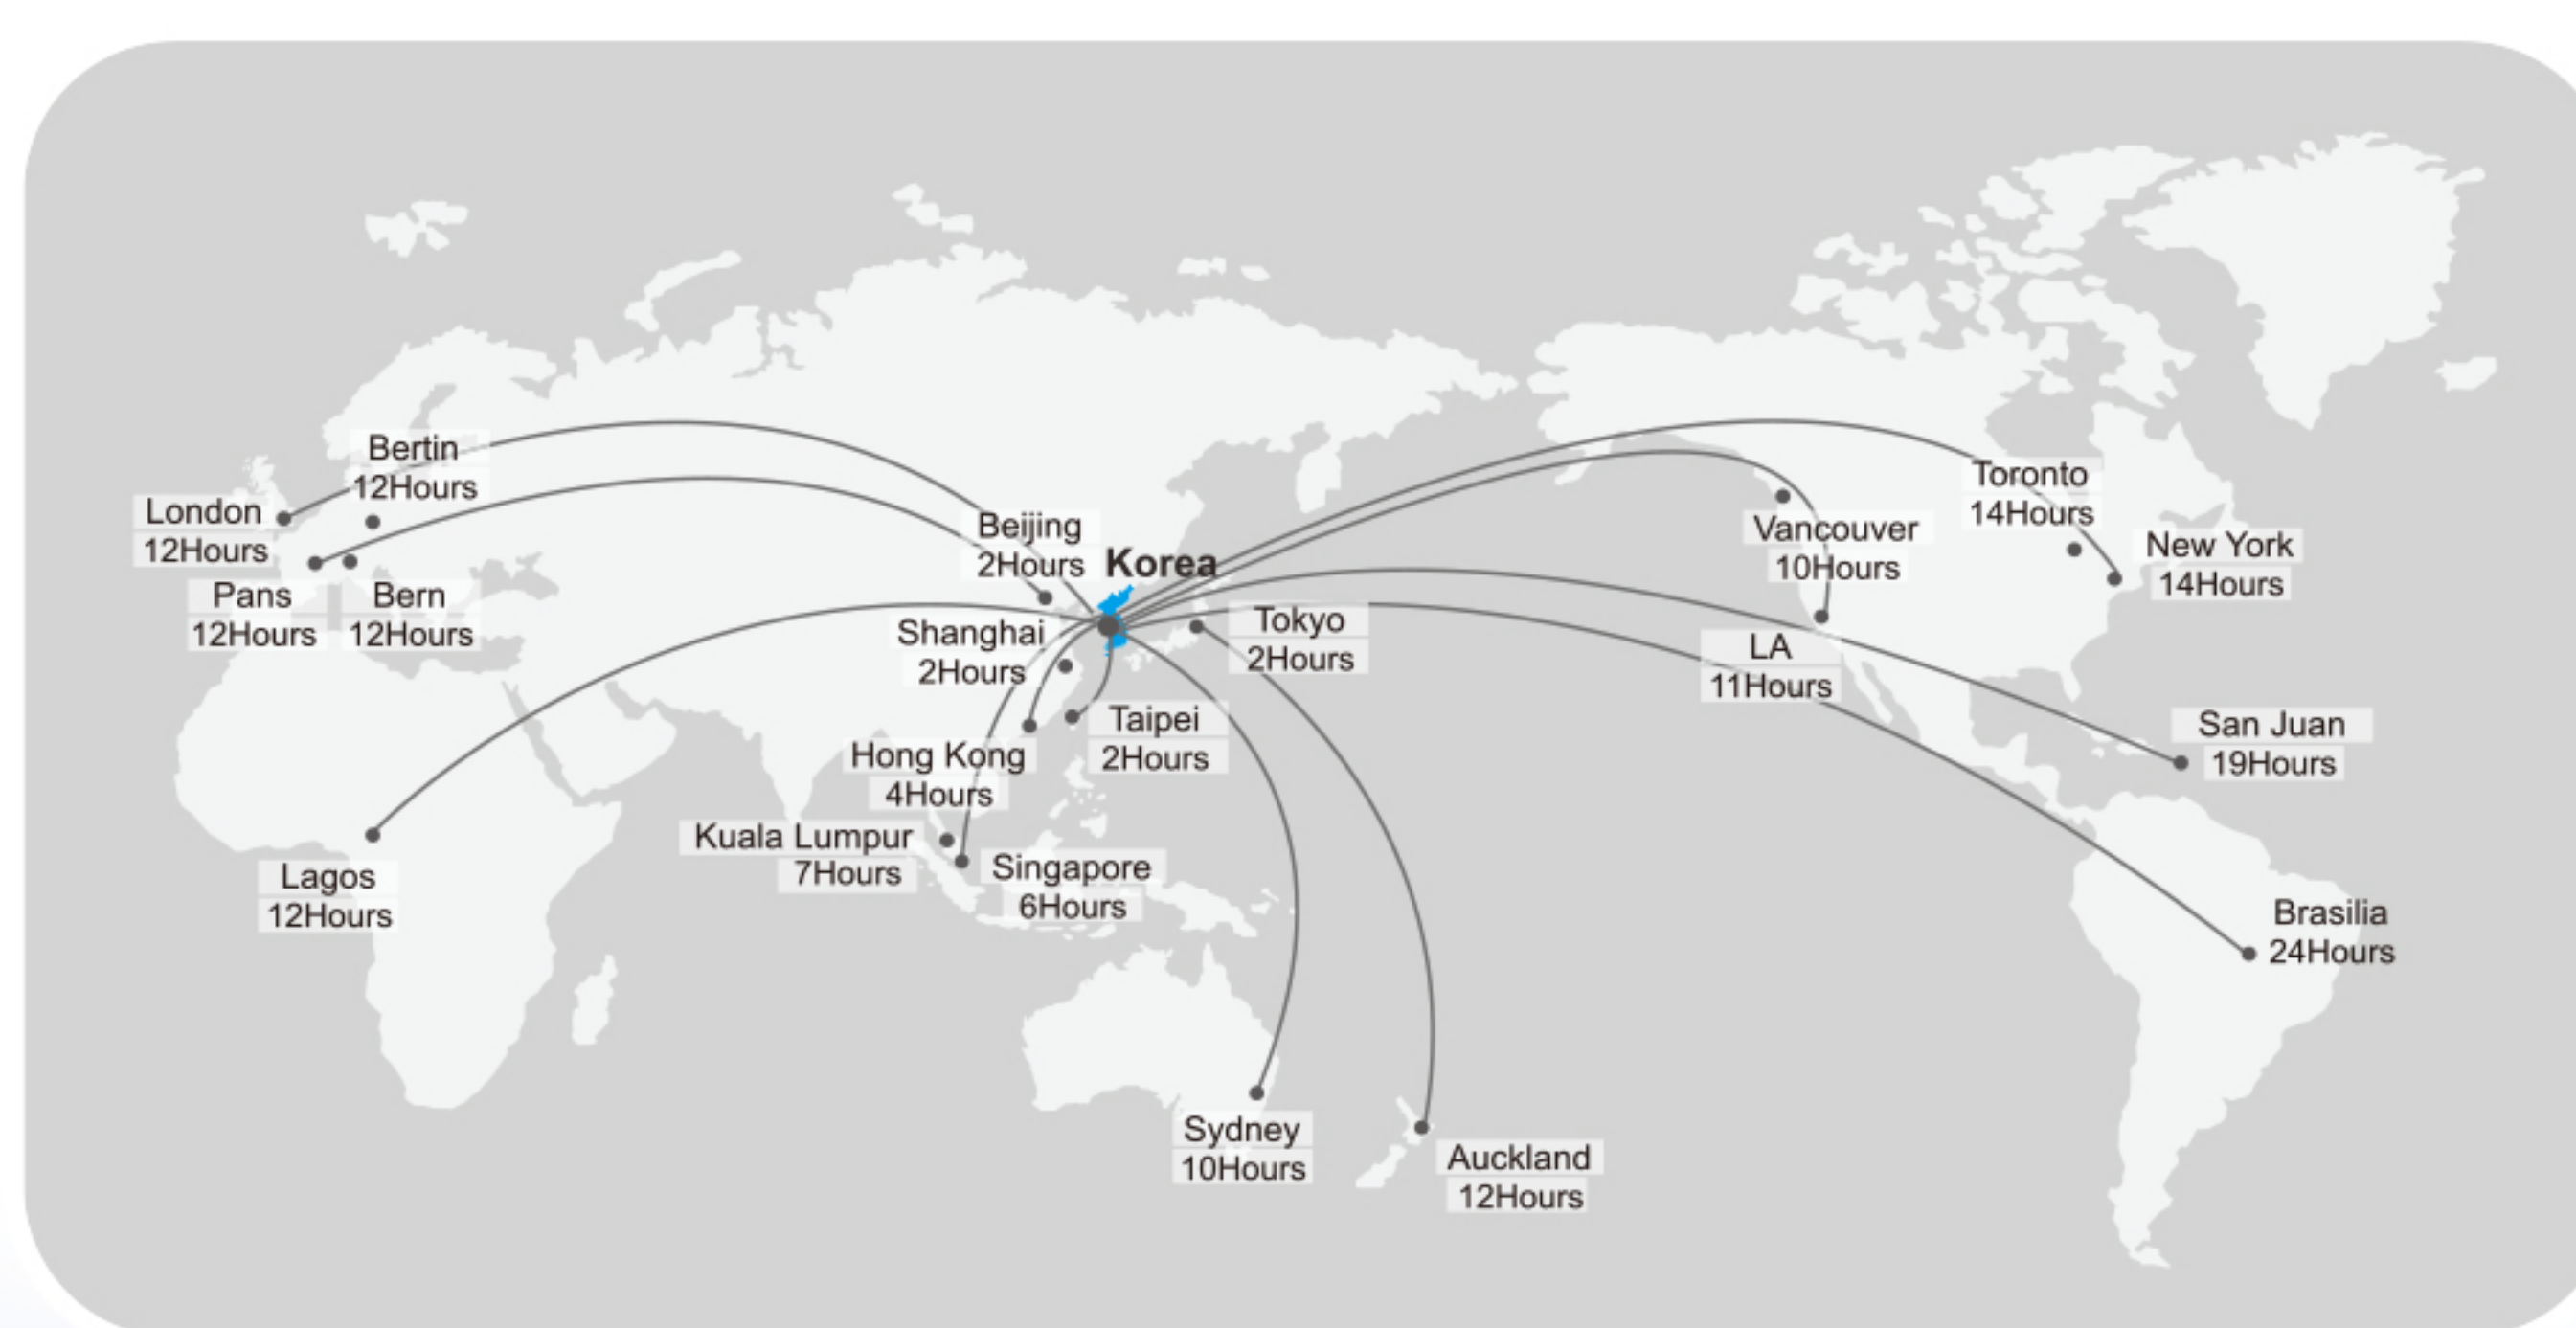 Bertin
12Hours
London
12Hours
Pans
12Hours
Bern
12Hours
Lagos
12Hours
Beijing
2Hours
Korea
Shanghai
2Hours
Tokyo
2Hours
Hong Kong
4Hours
Taipei
2Hours
Kuala Lumpur
7Hours
Singapore
6Hours
Sydney
10Hours
Auckland
12Hours
Vancouver
10Hours
LA
11Hours
Toronto
14Hours
New York
14Hours
San Juan
19Hours
Brasilia
24Hours